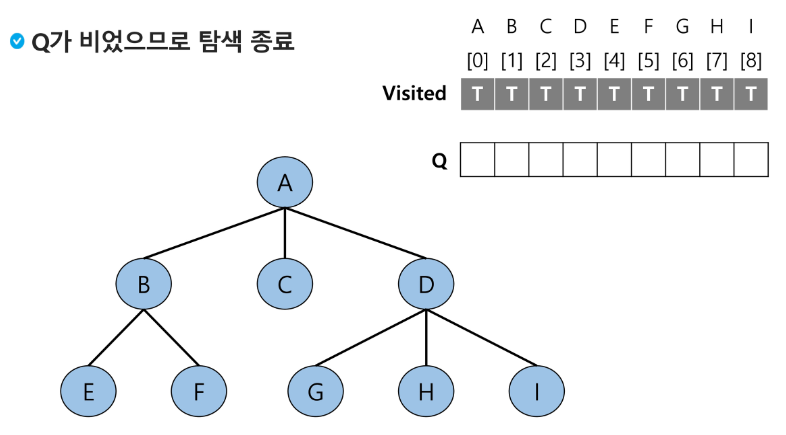 Q가 비었으므로 탐색 종료
A B C D E F G H I
[0] [1] [2] [3] [4] [5] [6] [7] [8]
Visited T T T T T T T T T
Q
A
B C D
E F G H I